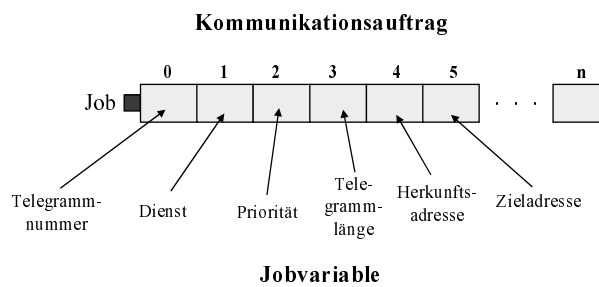 Kommunikationsauftrag
0 1 2 3 4 5 n
Job . . .
Telegramm-
nummer
Dienst
Priorität
Tele-
gramm-
länge
Herkunfts-
adresse
Zieladresse
Jobvariable